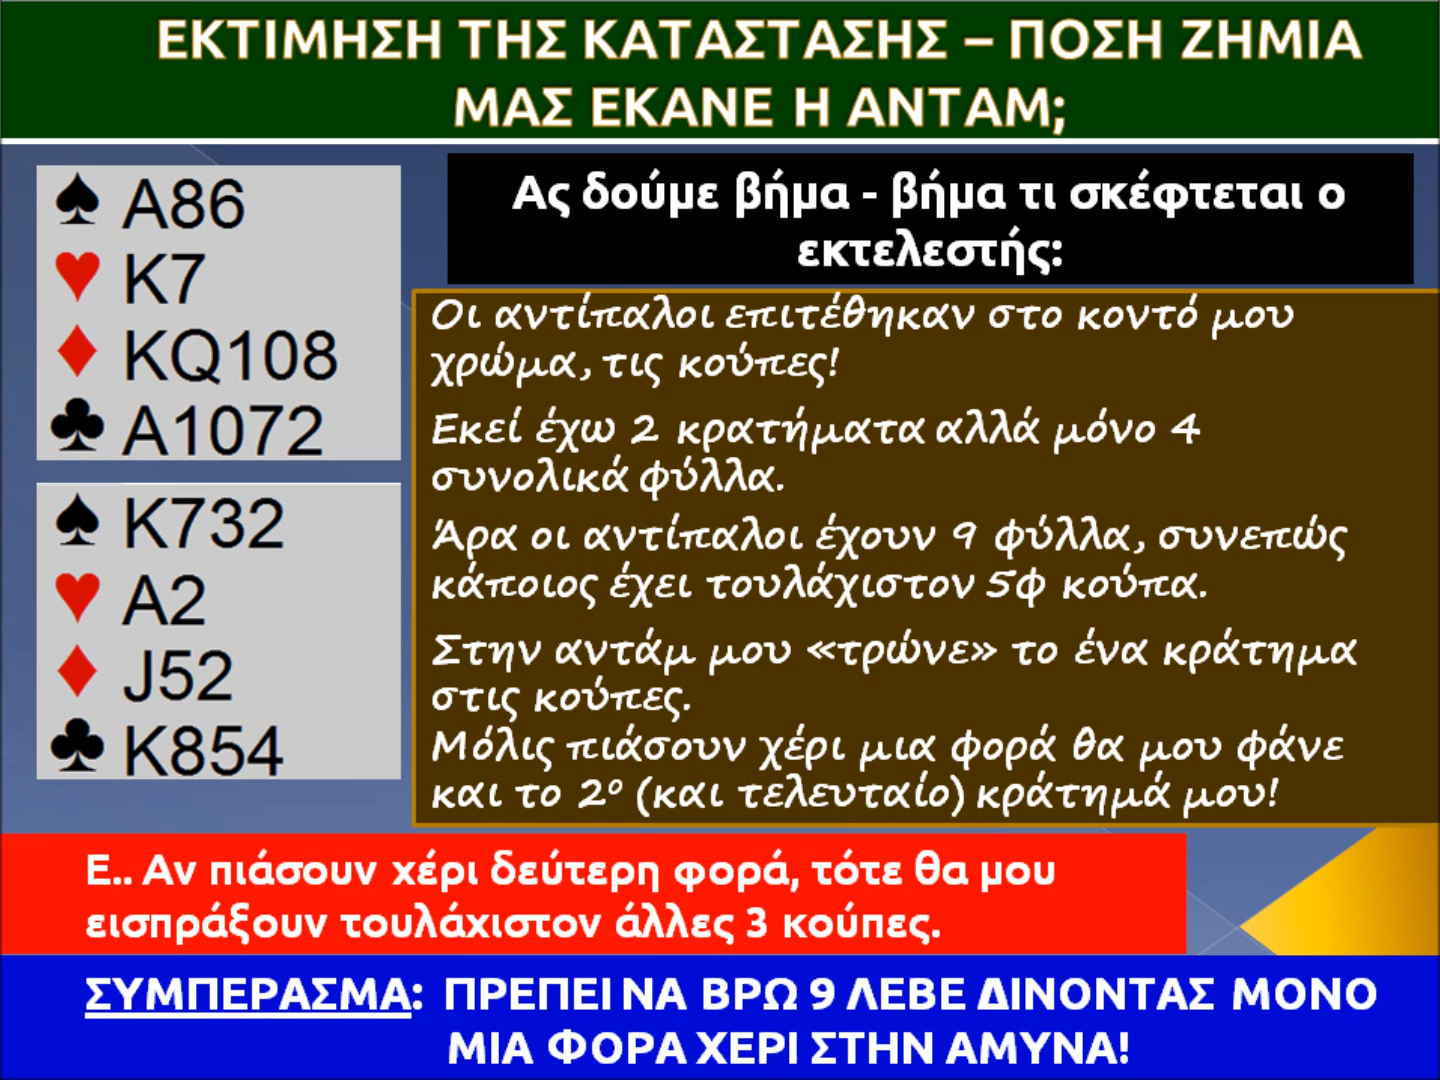 ΕΚΤΙΜΗΣΗ ΤΗΣ ΚΑΤΑΣΤΑΣΗΣ – ΠΟΣΗ ΖΗΜΙΑ
ΜΑΣ ΕΚΑΝΕ Η ΑΝΤΑΜ;
♠ A86
♥ K7
♦ KQ108
♣ A1072
♠ K732
♥ A2
♦ J52
♣ K854
Ας δούμε βήμα - βήμα τι σκέφτεται ο
εκτελεστής:
Οι αντίπαλοι επιτέθηκαν στο κοντό μου
χρώμα, τις κούπες!
Εκεί έχω 2 κρατήματα αλλά μόνο 4
συνολικά φύλλα.
Άρα οι αντίπαλοι έχουν 9 φύλλα, συνεπώς
κάποιος έχει τουλάχιστον 5φ κούπα.
Στην αντάμ μου «τρώνε» το ένα κράτημα
στις κούπες.
Μόλις πιάσουν χέρι μια φορά θα μου φάνε
και το 2ο (και τελευταίο) κράτημά μου!
Ε.. Αν πιάσουν χέρι δεύτερη φορά, τότε θα μου
εισπράξουν τουλάχιστον άλλες 3 κούπες.
ΣΥΜΠΕΡΑΣΜΑ: ΠΡΕΠΕΙ ΝΑ ΒΡΩ 9 ΛΕΒΕ ΔΙΝΟΝΤΑΣ ΜΟΝΟ
ΜΙΑ ΦΟΡΑ ΧΕΡΙ ΣΤΗΝ ΑΜΥΝΑ!